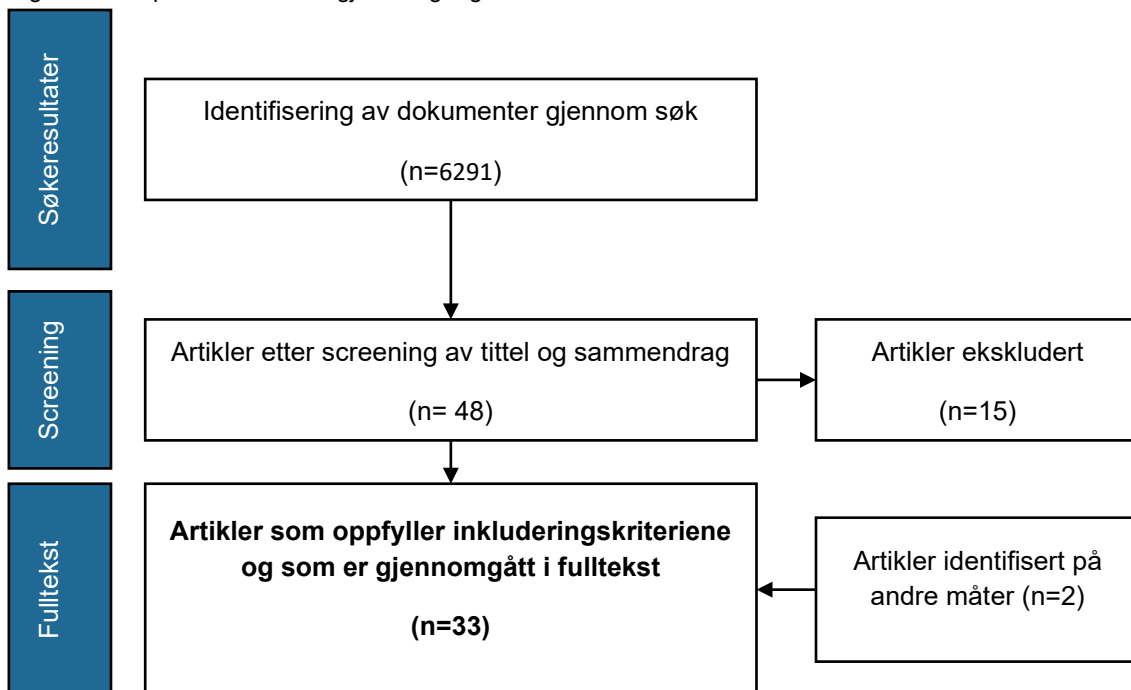 Søkeresultater
Identifisering av dokumenter gjennom søk
(n=6291)
Screening
Artikler etter screening av tittel og sammendrag
(n= 48)
Artikler ekskludert
(n=15)
Fulltekst
Artikler som oppfyller inkluderingskriteriene
og som er gjennomgått i fulltekst
(n=33)
Artikler identifisert på
andre måter (n=2)